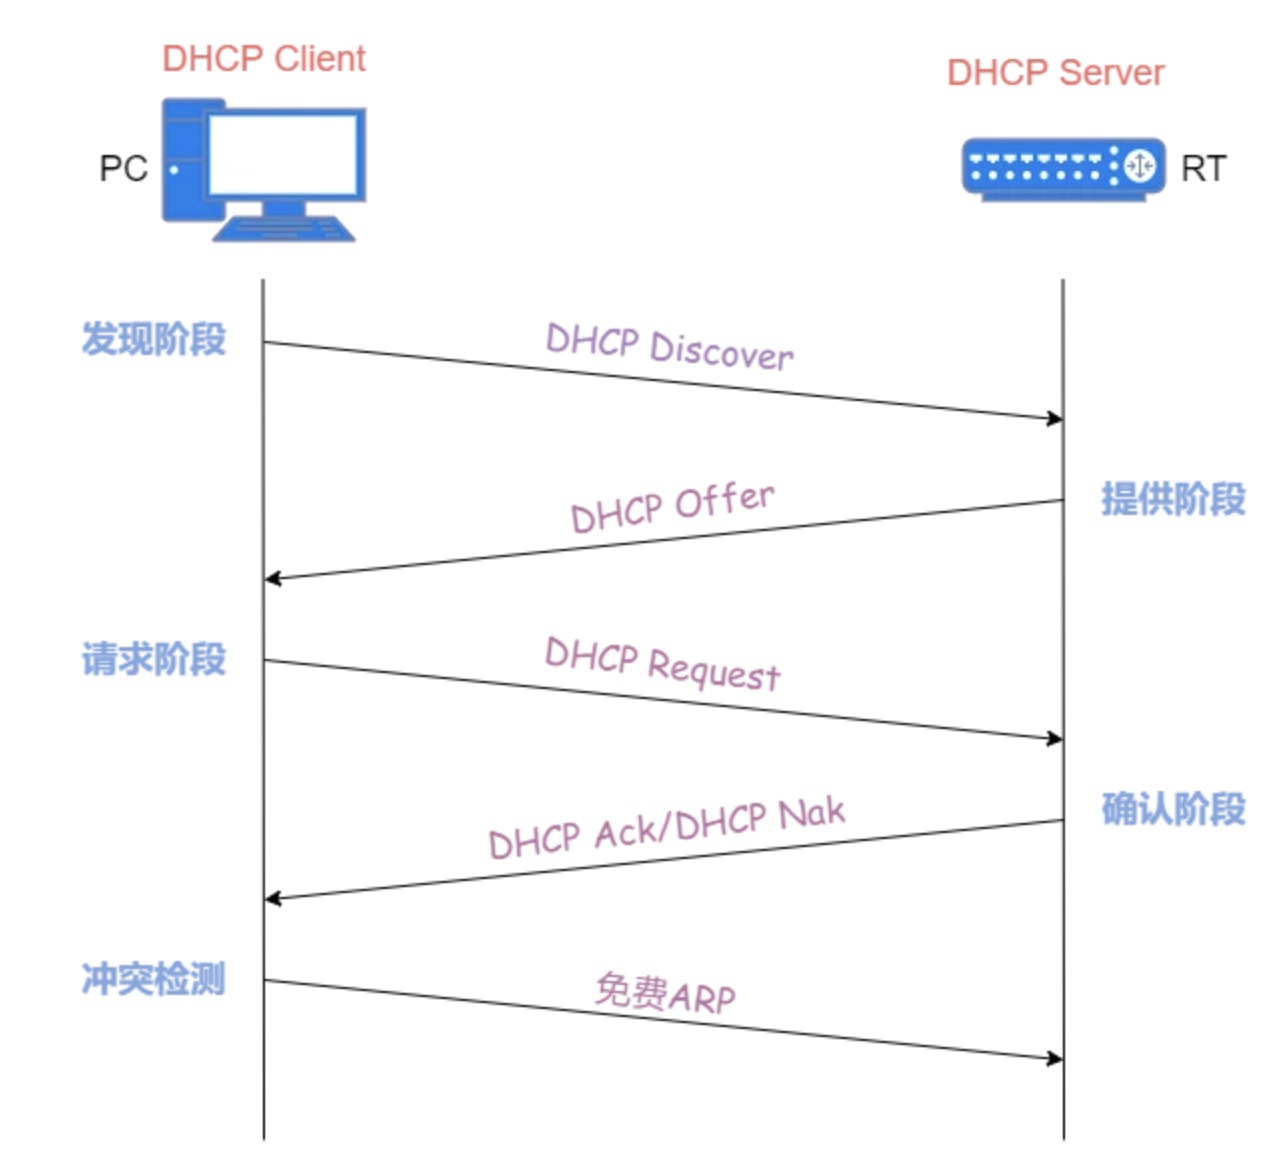 DHCP Client
DHCP Server
PC
RT
发现阶段
DHCP Discover
DHCP Offer
提供阶段
请求阶段
DHCP Request
DHCP Ack/DHCP Nak
确认阶段
冲突检测
免费ARP